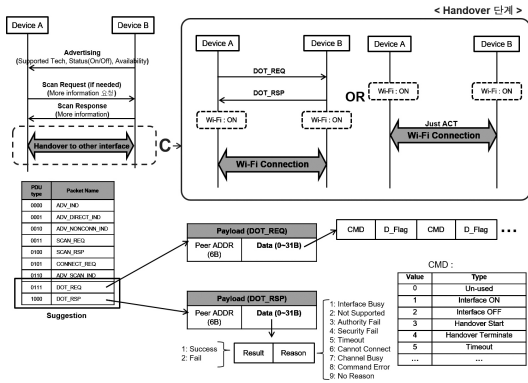 < Handover 단계 >
Device A
Device B
Advertising
(Supported Tech, Status(On/Off), Availability)
Scan Request (if needed)
(More information 요청)
Scan Response
(More information)
Handover to other interface
C
Device A
Device B
DOT_REQ
DOT_RSP
Wi-Fi : ON
Wi-Fi : ON
Wi-Fi Connection
OR
Device A
Device B
Wi-Fi : ON
Wi-Fi : ON
Just ACT
Wi-Fi Connection
PDU type
Packet Name
0000 ADV_IND
0001 ADV_DIRECT_IND
0010 ADV_NONCONN_IND
0011 SCAN_REQ
0100 SCAN_RSP
0101 CONNECT_REQ
0110 ADV_SCAN_IND
0111 DOT_REQ
1000 DOT_RSP
Suggestion
Payload (DOT_REQ)
Peer ADDR
(6B)
Data (0~31B)
CMD D_Flag CMD D_Flag •••
Payload (DOT_RSP)
Peer ADDR
(6B)
Data (0~31B)
1: Success
2: Fail
Result Reason
1: Interface Busy
2: Not Supported
3: Authority Fail
4: Security Fail
5: Timeout
6: Cannot Connect
7: Channel Busy
8: Command Error
9: No Reason
CMD :
Value Type
0 Un-used
1 Interface ON
2 Interface OFF
3 Handover Start
4 Handover Terminate
5 Timeout
... ...